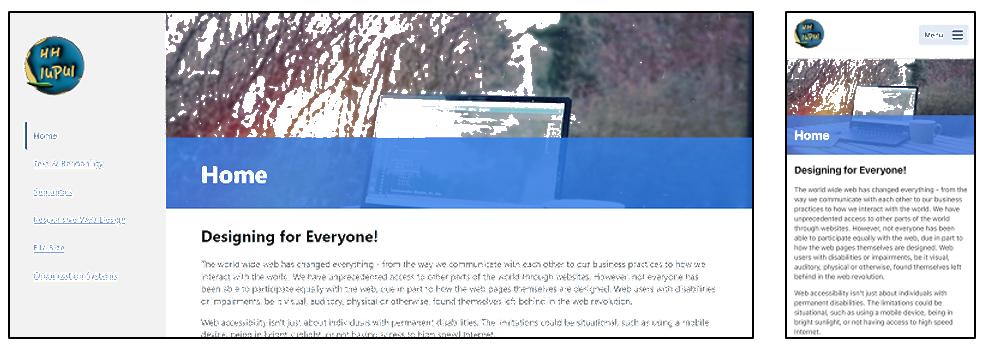 HH
IUPUI
Home
Text & Readability
Semantics
Responsive Web Design
File Size
Organization Systems
Home
Designing for Everyone!
The world wide web has changed everything - from the way we communicate with each other to our business practices to how we
interact with the world. We have unprecedented access to other parts of the world through websites. However, not everyone has
been able to participate equally with the web, due in part to how the web pages themselves are designed. Web users with disabilities
or impairments, be it visual, auditory, physical or otherwise, found themselves left behind in the web revolution.
Web accessibility isn't just about individuals with permanent disabilities. The limitations could be situational, such as using a mobile
device, being in bright sunlight, or not having access to high speed Internet.
HH
IUPUI
Menu
Home
Designing for Everyone!
The world wide web has changed everything - from the
way we communicate with each other to our business
practices to how we interact with the world. We have
unprecedented access to other parts of the world
through websites. However, not everyone has been
able to participate equally with the web, due in part to
how the web pages themselves are designed. Web
users with disabilities or impairments, be it visual,
auditory, physical or otherwise, found themselves left
behind in the web revolution.
Web accessibility isn't just about individuals with
permanent disabilities. The limitations could be
situational, such as using a mobile device, being in
bright sunlight, or not having access to high speed
Internet.